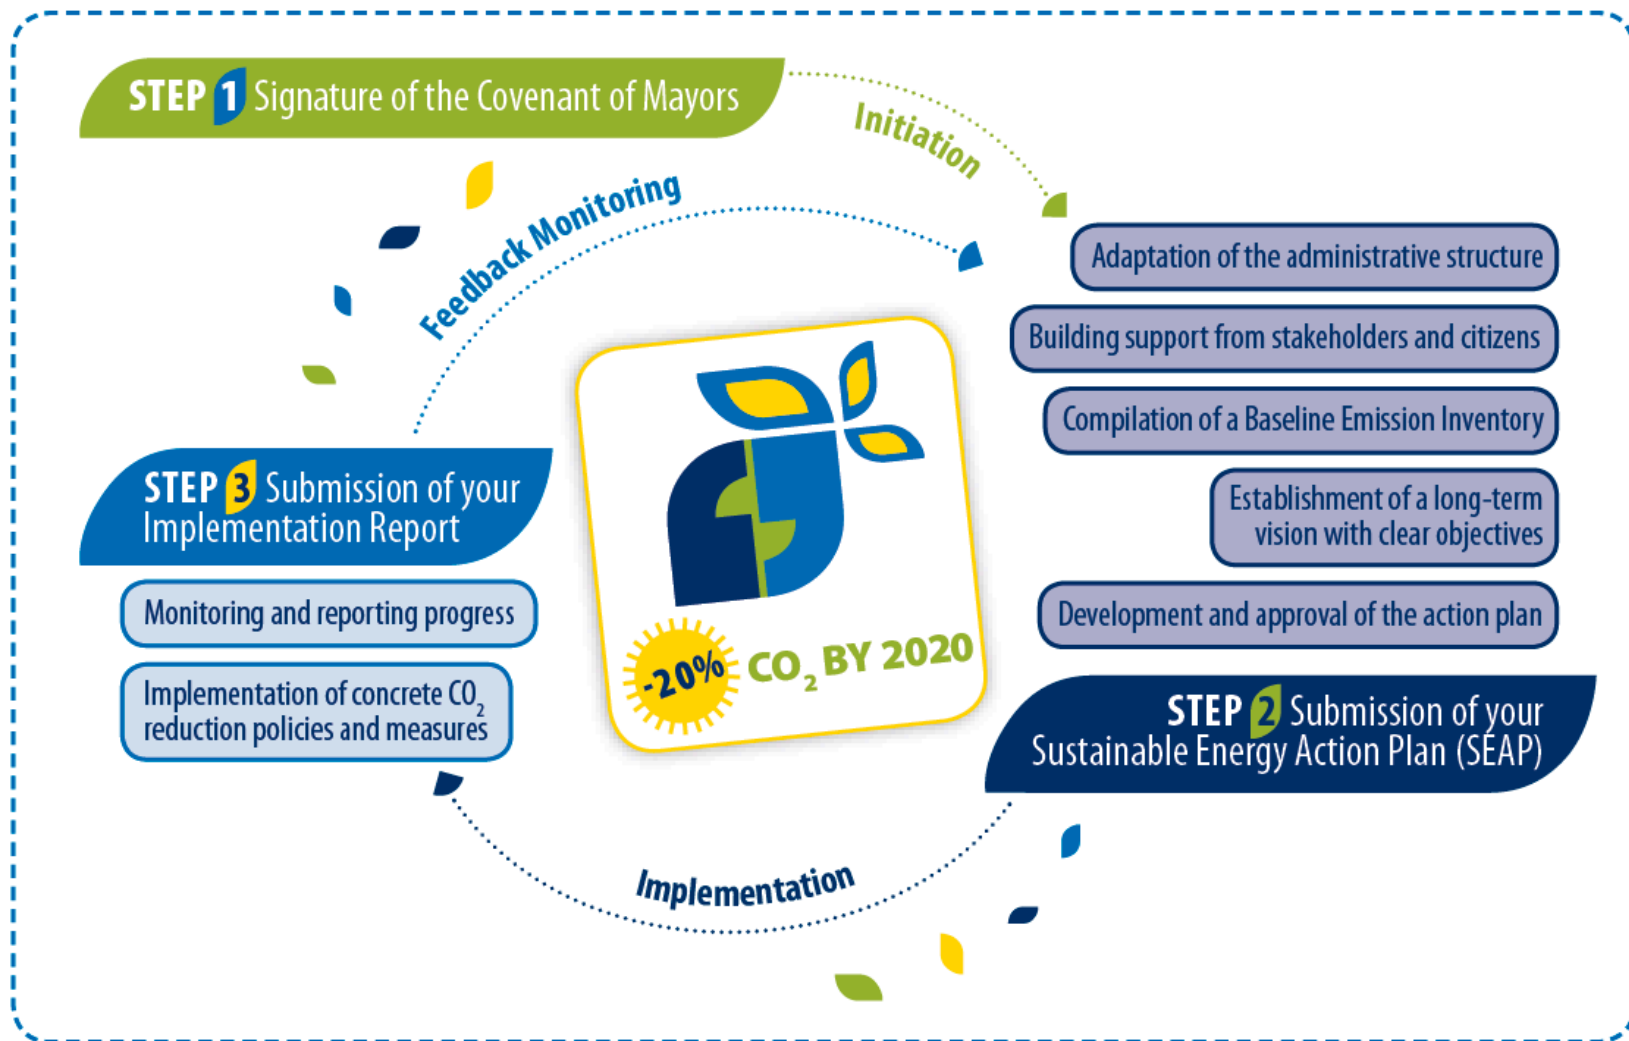 STEP 1 Signature of the Covenant of Mayors
Initiation
Feedback Monitoring
Adaptation of the administrative structure
Building support from stakeholders and citizens
Compilation of a Baseline Emission Inventory
Establishment of a long-term
vision with clear objectives
Development and approval of the action plan
STEP 2 Submission of your
Sustainable Energy Action Plan (SEAP)
Implementation
STEP 3 Submission of your
Implementation Report
Monitoring and reporting progress
Implementation of concrete CO₂
reduction policies and measures
-20% CO₂ BY 2020